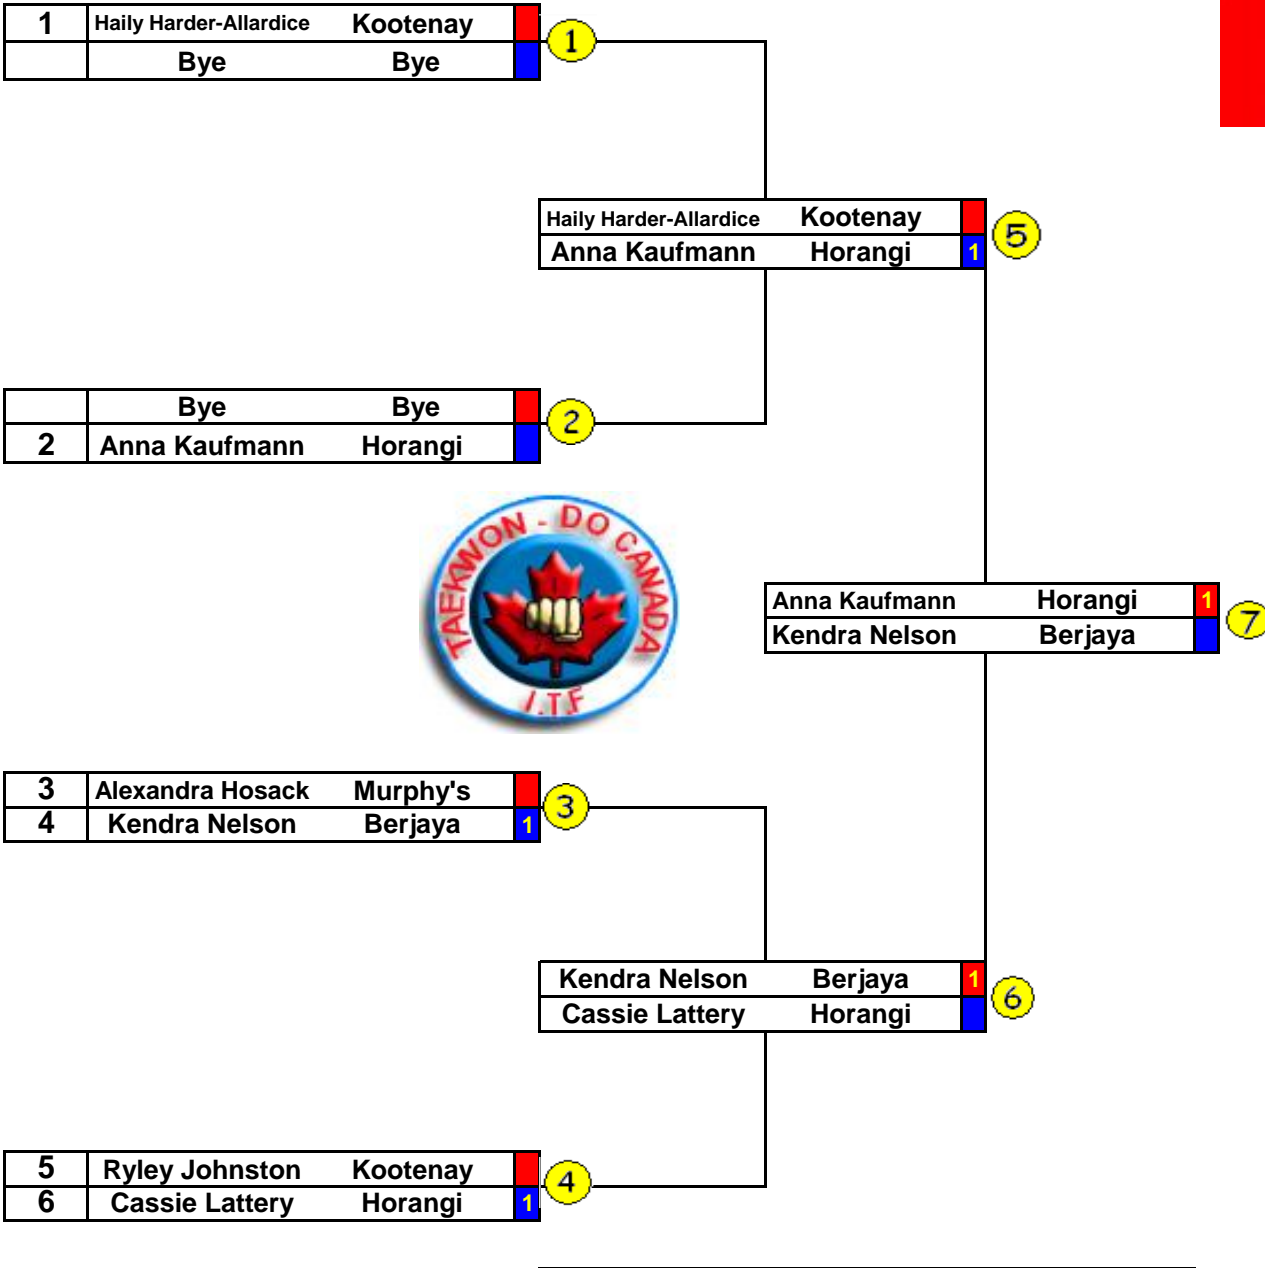 1 Haily Harder-Allardice Kootenay
Bye Bye
1
Haily Harder-Allardice Kootenay
Anna Kaufmann Horangi 1
5
Bye Bye
2 Anna Kaufmann Horangi
2
TAEKWON - DO CANADA
I.T.F
Anna Kaufmann Horangi 1
Kendra Nelson Berjaya
7
3 Alexandra Hosack Murphy's
4 Kendra Nelson Berjaya 1
3
Kendra Nelson Berjaya 1
Cassie Lattery Horangi
6
5 Ryley Johnston Kootenay
6 Cassie Lattery Horangi 1
4